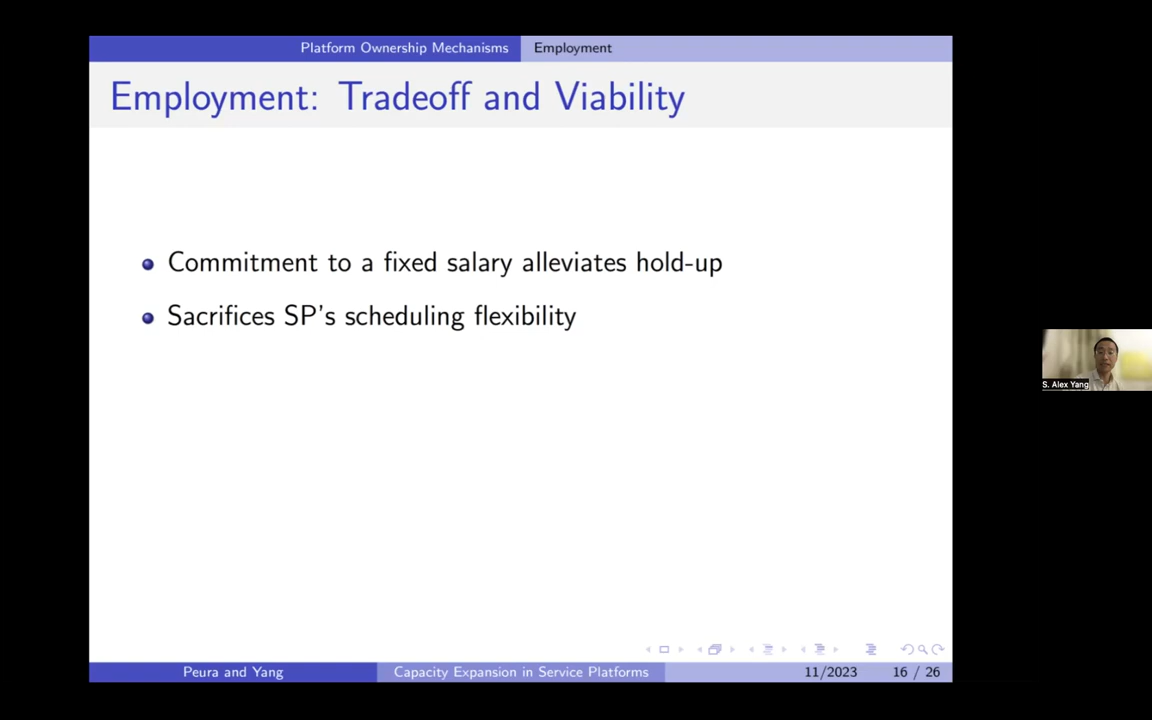 Platform Ownership Mechanisms Employment
Employment: Tradeoff and Viability
Commitment to a fixed salary alleviates hold-up
Sacrifices SP's scheduling flexibility
S. Alex Yang
Peura and Yang Capacity Expansion in Service Platforms 11/2023 16 / 26